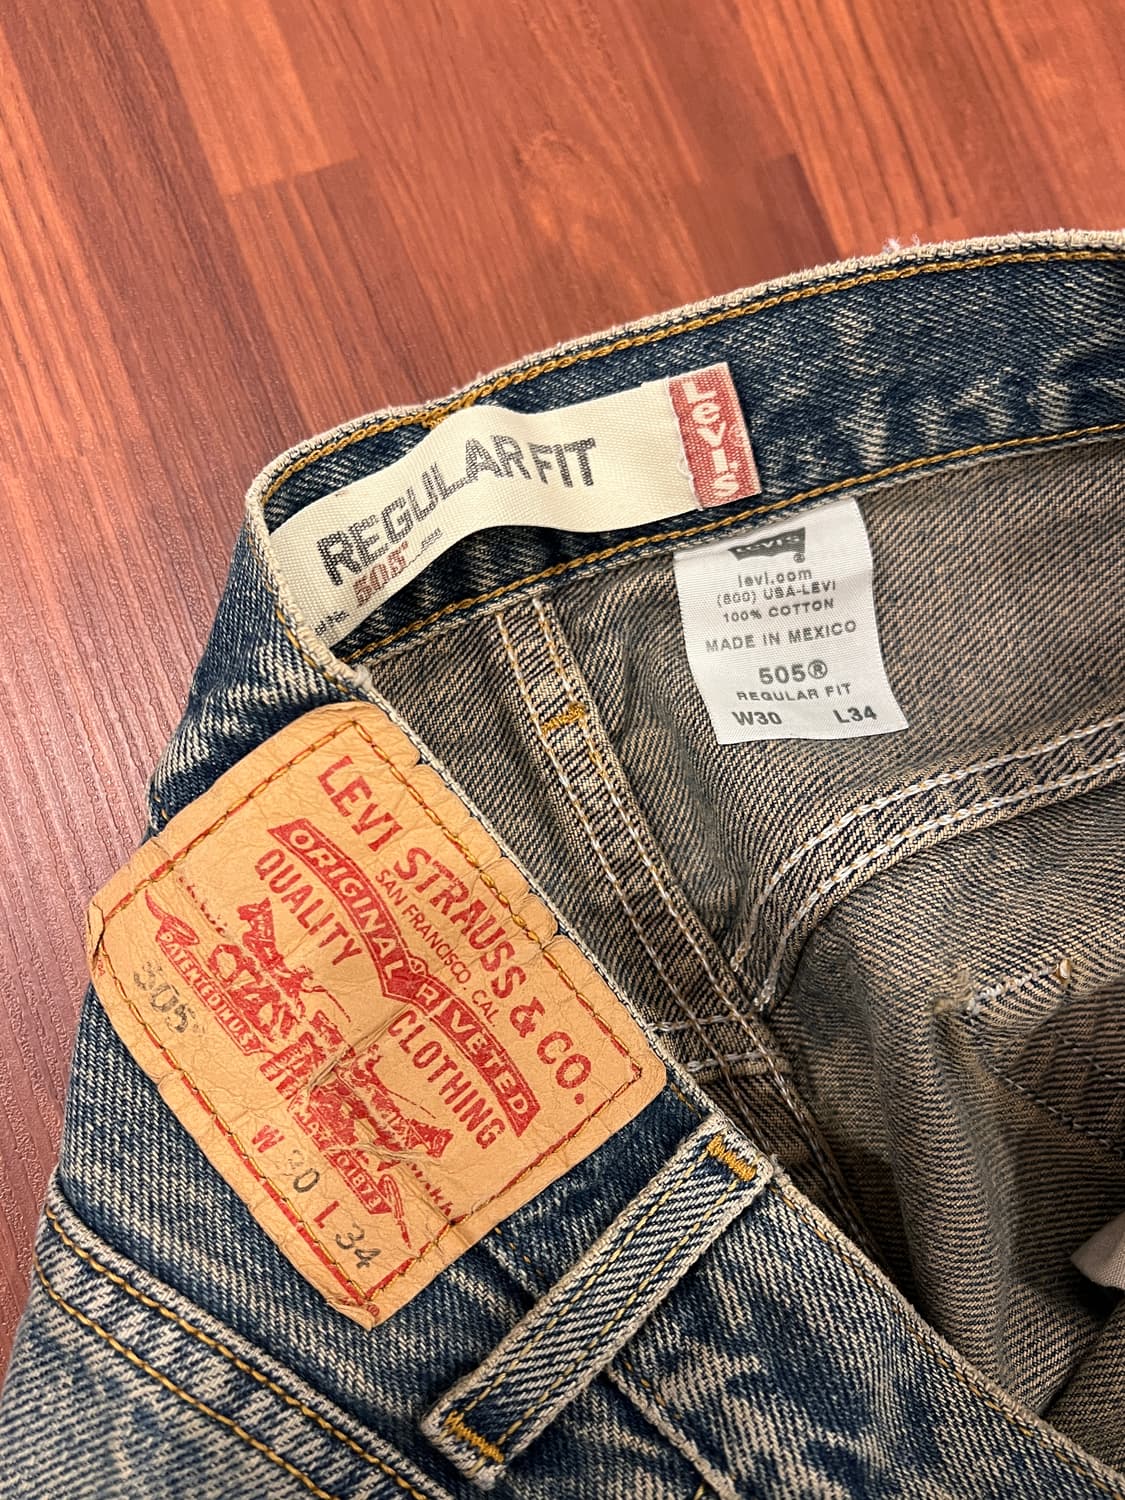 REGULAR FIT
505
LEVI'S
LEVI'S
levi.com
(800) USA-LEVI
100% COTTON
MADE IN MEXICO
505®
REGULAR FIT
W30 L34
LEVI STRAUSS & CO.
SAN FRANCISCO, CAL.
ORIGINAL RIVETED
QUALITY CLOTHING
505
W 30 L 34